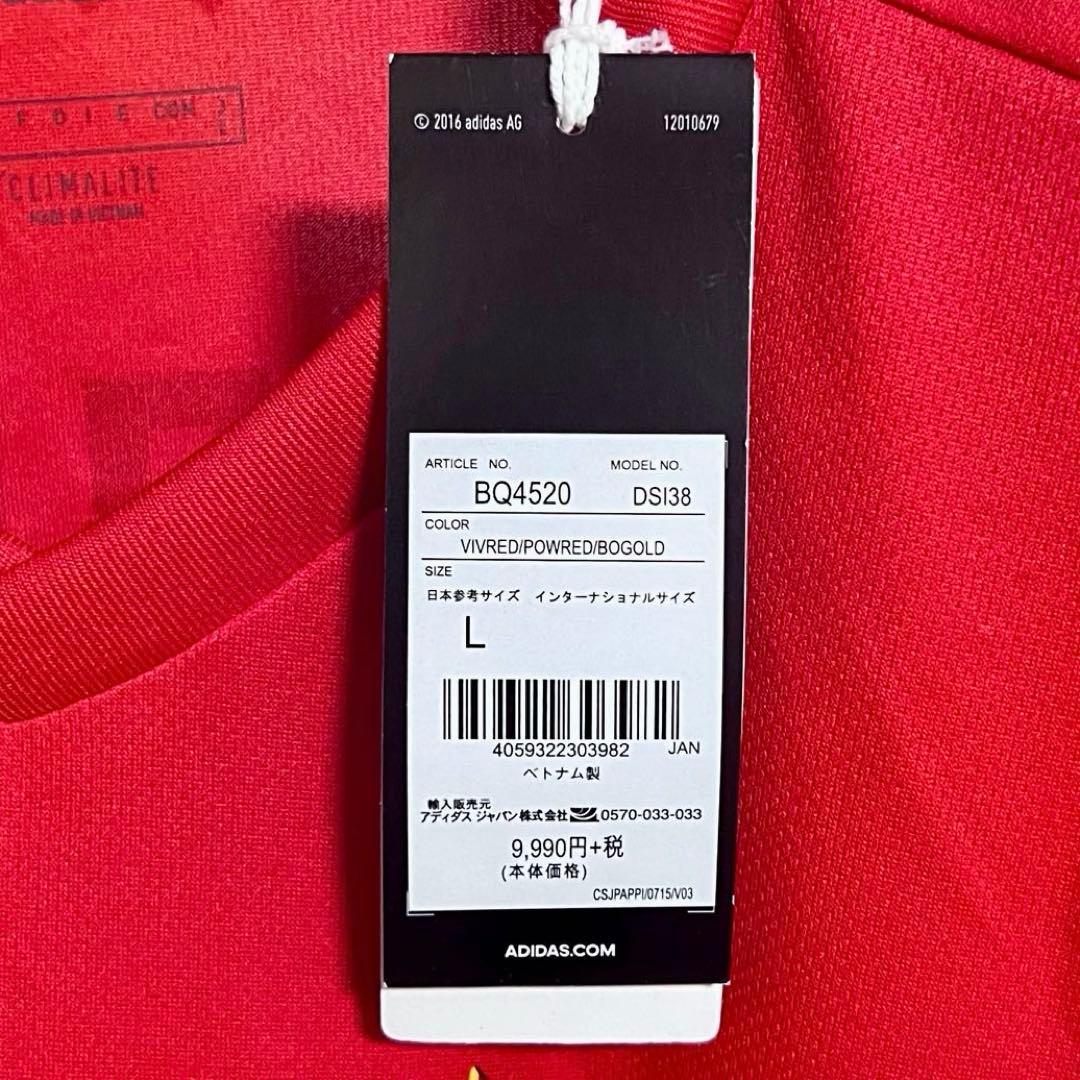 © 2016 adidas AG 12010679
CLIMALITE
MADE IN VIETNAM
ARTICLE NO. MODEL NO.
BQ4520 DSI38
COLOR
VIVRED/POWRED/BOGOLD
SIZE
日本参考サイズ インターナショナルサイズ
L
4059322303982 JAN
ベトナム製
輸入販売元
アディダス ジャパン株式会社 0570-033-033
9,990円+税
(本体価格)
CSJPAPPI/0715/V03
ADIDAS.COM